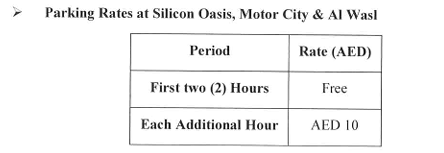 ➢ Parking Rates at Silicon Oasis, Motor City & Al Wasl
Period Rate (AED)
First two (2) Hours Free
Each Additional Hour AED 10